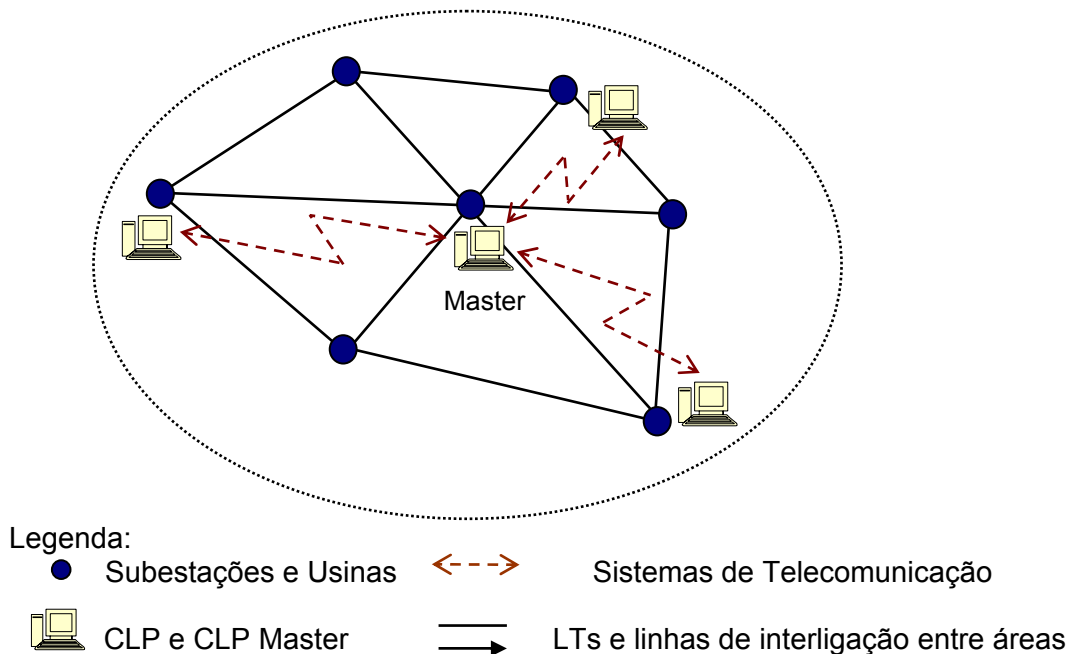 Master
Legenda:
Subestações e Usinas
Sistemas de Telecomunicação
CLP e CLP Master
LTs e linhas de interligação entre áreas